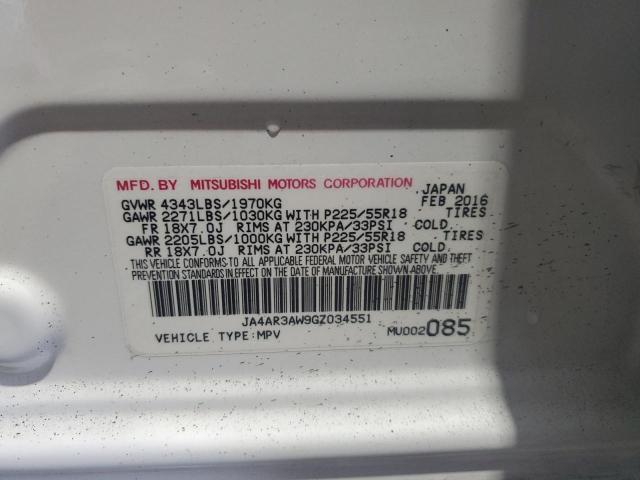 MFD. BY MITSUBISHI MOTORS CORPORATION JAPAN
GVWR 4343LBS/1970KG FEB 2016
GAWR 2271LBS/1030KG WITH P225/55R18 TIRES
FR 18X7.0J RIMS AT 230KPA/33PSI COLD.
GAWR 2205LBS/1000KG WITH P225/55R18 TIRES
RR 18X7.0J RIMS AT 230KPA/33PSI COLD.
THIS VEHICLE CONFORMS TO ALL APPLICABLE FEDERAL MOTOR VEHICLE SAFETY AND THEFT
PREVENTION STANDARDS IN EFFECT ON THE DATE OF MANUFACTURE SHOWN ABOVE.
JA4AR3AW9GZ034551
VEHICLE TYPE:MPV MU002085